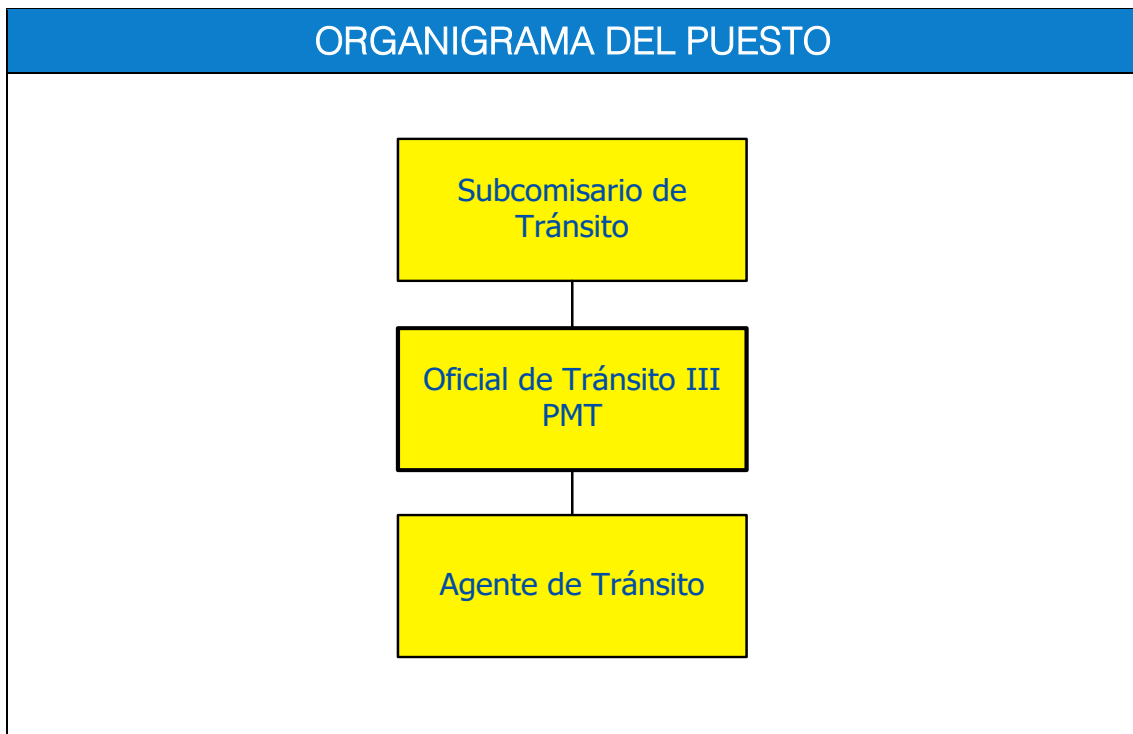 ORGANIGRAMA DEL PUESTO
Subcomisario de
Tránsito
Oficial de Tránsito III
PMT
Agente de Tránsito